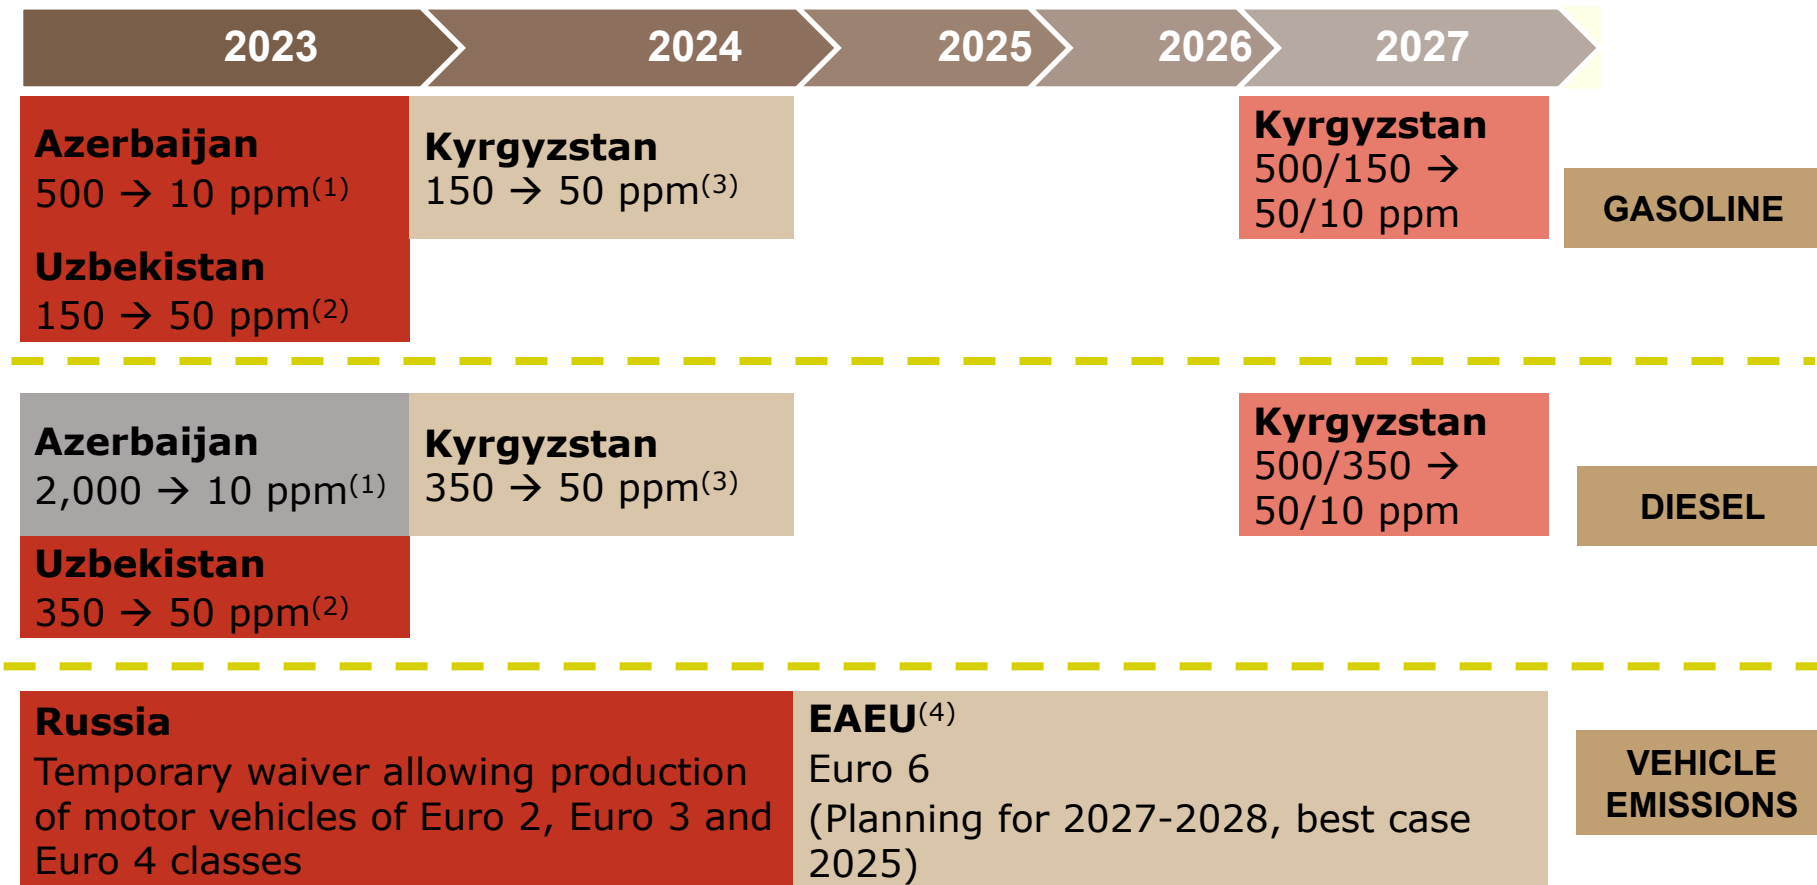 2023
2024
2025
2026
2027
Azerbaijan
500 → 10 ppm(1)
Uzbekistan
150 → 50 ppm(2)
Kyrgyzstan
150 → 50 ppm(3)
Kyrgyzstan
500/150 →
50/10 ppm
GASOLINE
Azerbaijan
2,000 → 10 ppm(1)
Uzbekistan
350 → 50 ppm(2)
Kyrgyzstan
350 → 50 ppm(3)
Kyrgyzstan
500/350 →
50/10 ppm
DIESEL
Russia
Temporary waiver allowing production
of motor vehicles of Euro 2, Euro 3 and
Euro 4 classes
EAEU(4)
Euro 6
(Planning for 2027-2028, best case
2025)
VEHICLE
EMISSIONS